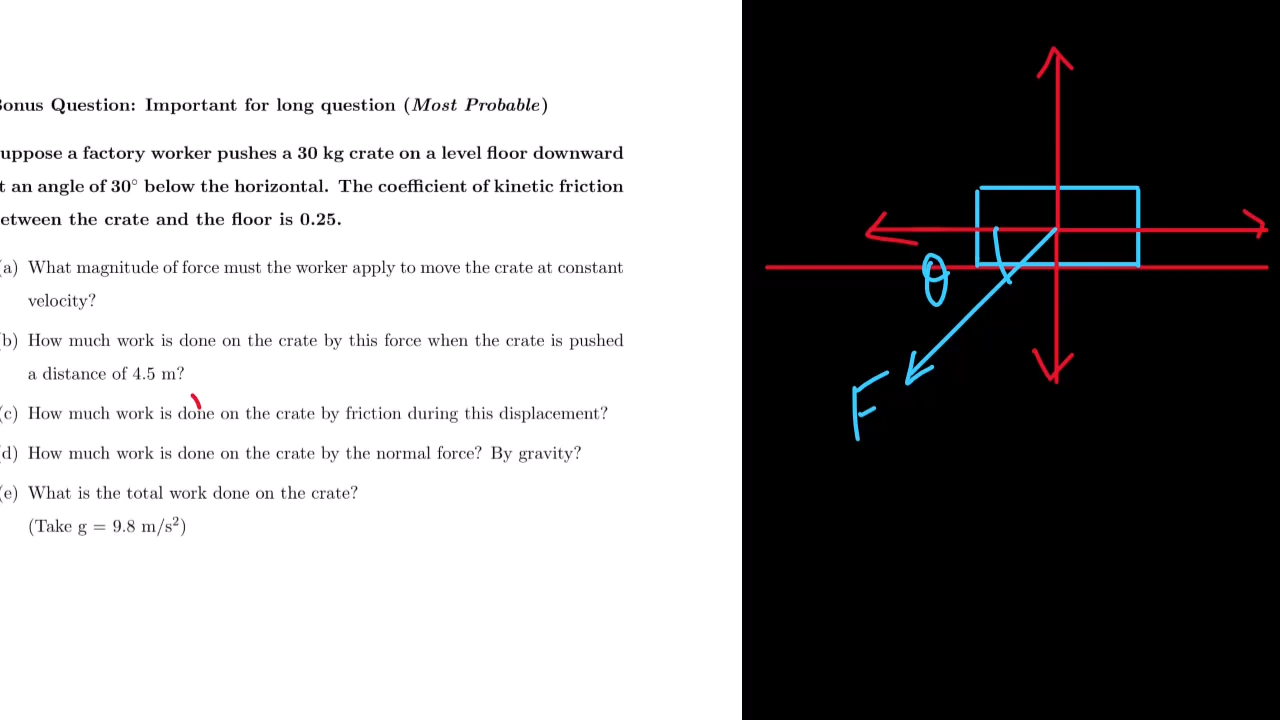 onus Question: Important for long question (Most Probable)
uppose a factory worker pushes a 30 kg crate on a level floor downward
t an angle of 30° below the horizontal. The coefficient of kinetic friction
etween the crate and the floor is 0.25.
a) What magnitude of force must the worker apply to move the crate at constant
velocity?
b) How much work is done on the crate by this force when the crate is pushed
a distance of 4.5 m?
(c) How much work is done on the crate by friction during this displacement?
d) How much work is done on the crate by the normal force? By gravity?
(e) What is the total work done on the crate?
(Take g = 9.8 m/s²)
θ
F